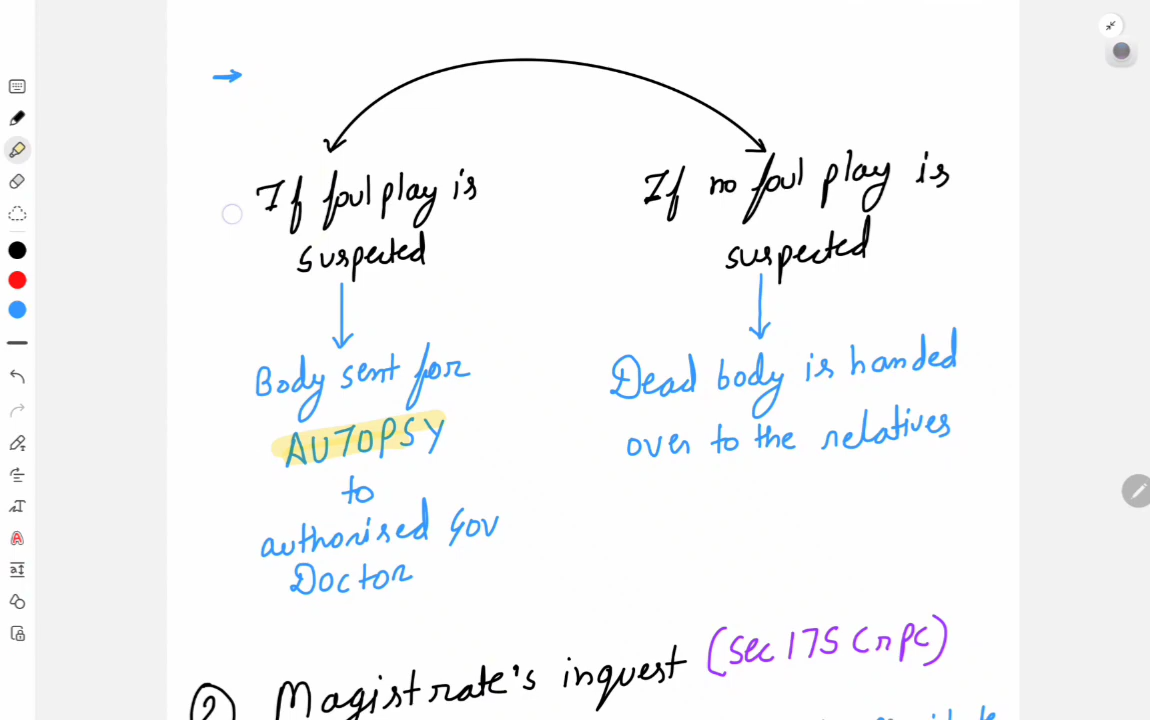 If foul play is
suspected
Body sent for
AUTOPSY
to
authorised Gov
Doctor
If no foul play is
suspected
Dead body is handed
over to the relatives
2 Magistrate's inquest (Sec 175 CrPC)